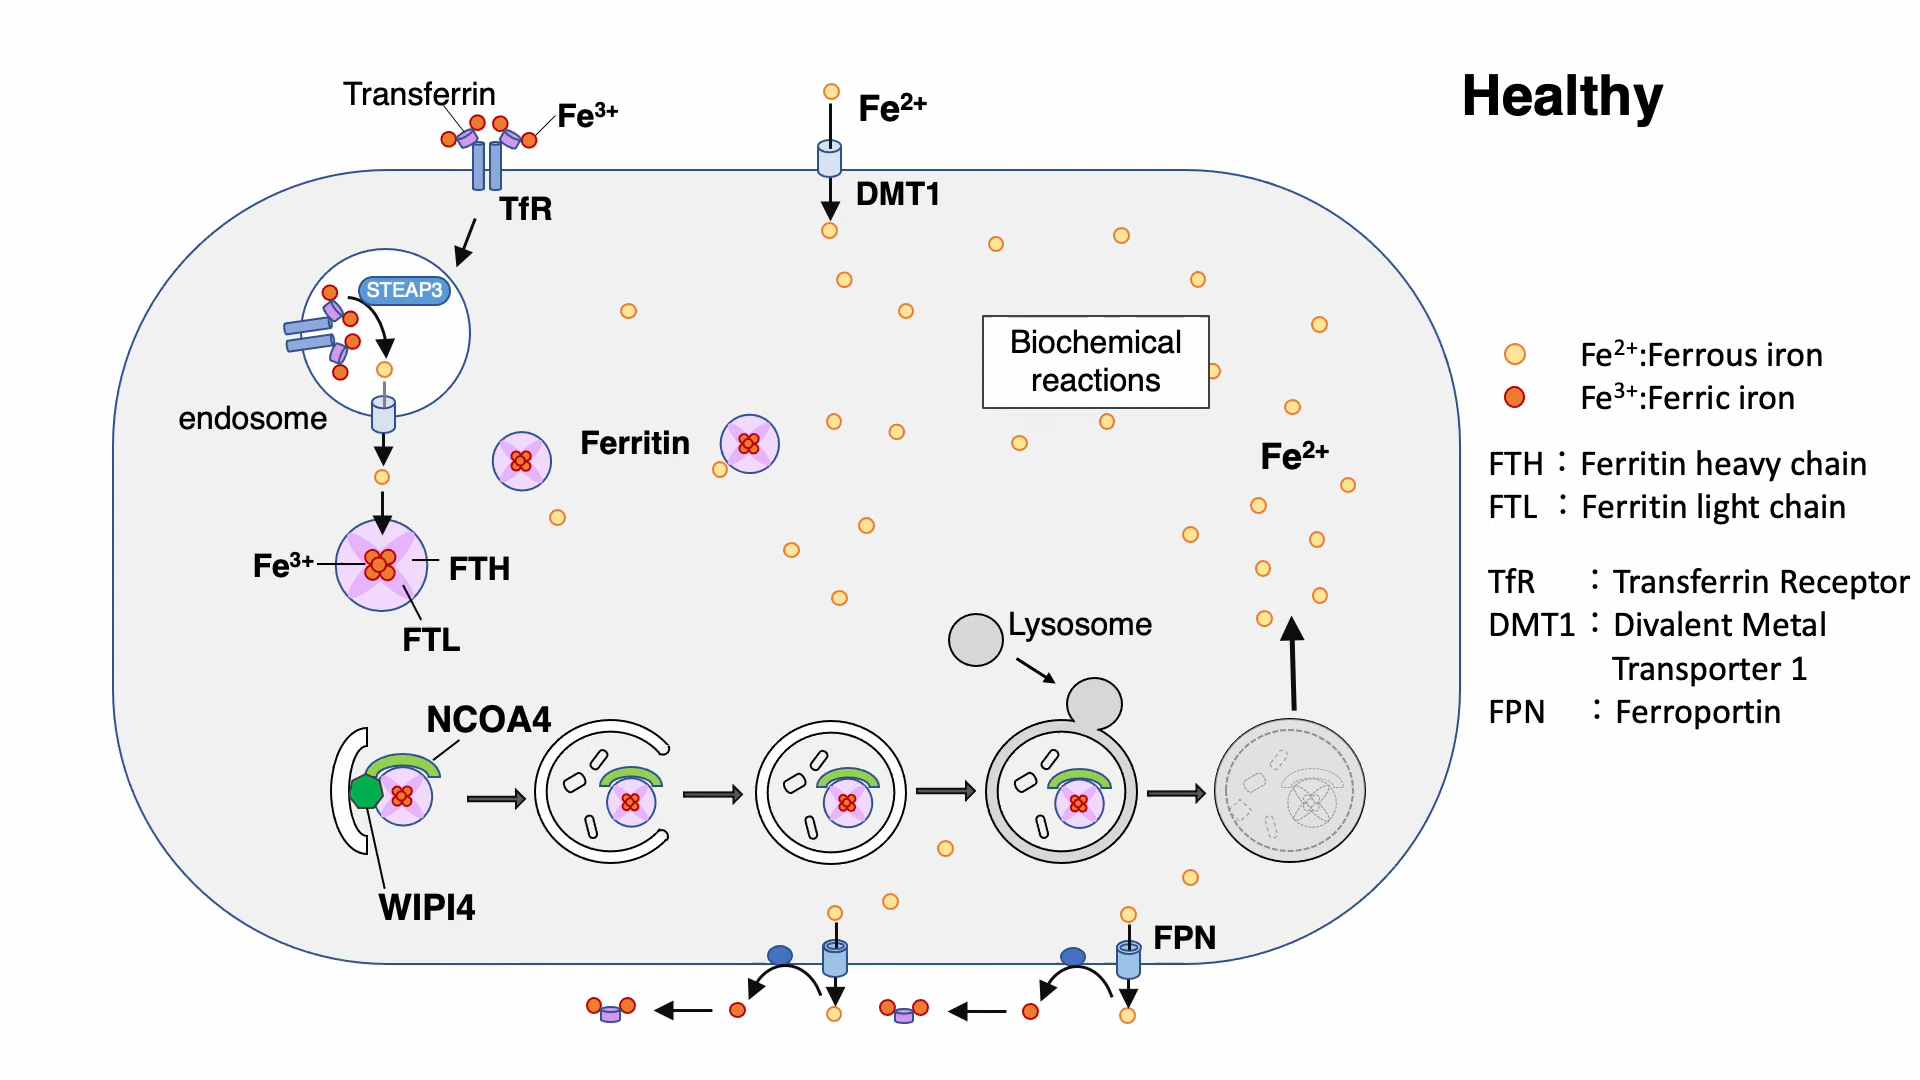 Healthy
Transferrin
Fe³⁺
Fe²⁺
TfR
DMT1
STEAP3
endosome
Biochemical
reactions
Ferritin
Fe²⁺
Fe³⁺
FTH
FTL
Lysosome
NCOA4
WIPI4
FPN
Fe²⁺:Ferrous iron
Fe³⁺:Ferric iron
FTH：Ferritin heavy chain
FTL ：Ferritin light chain
TfR ：Transferrin Receptor
DMT1：Divalent Metal
Transporter 1
FPN ：Ferroportin